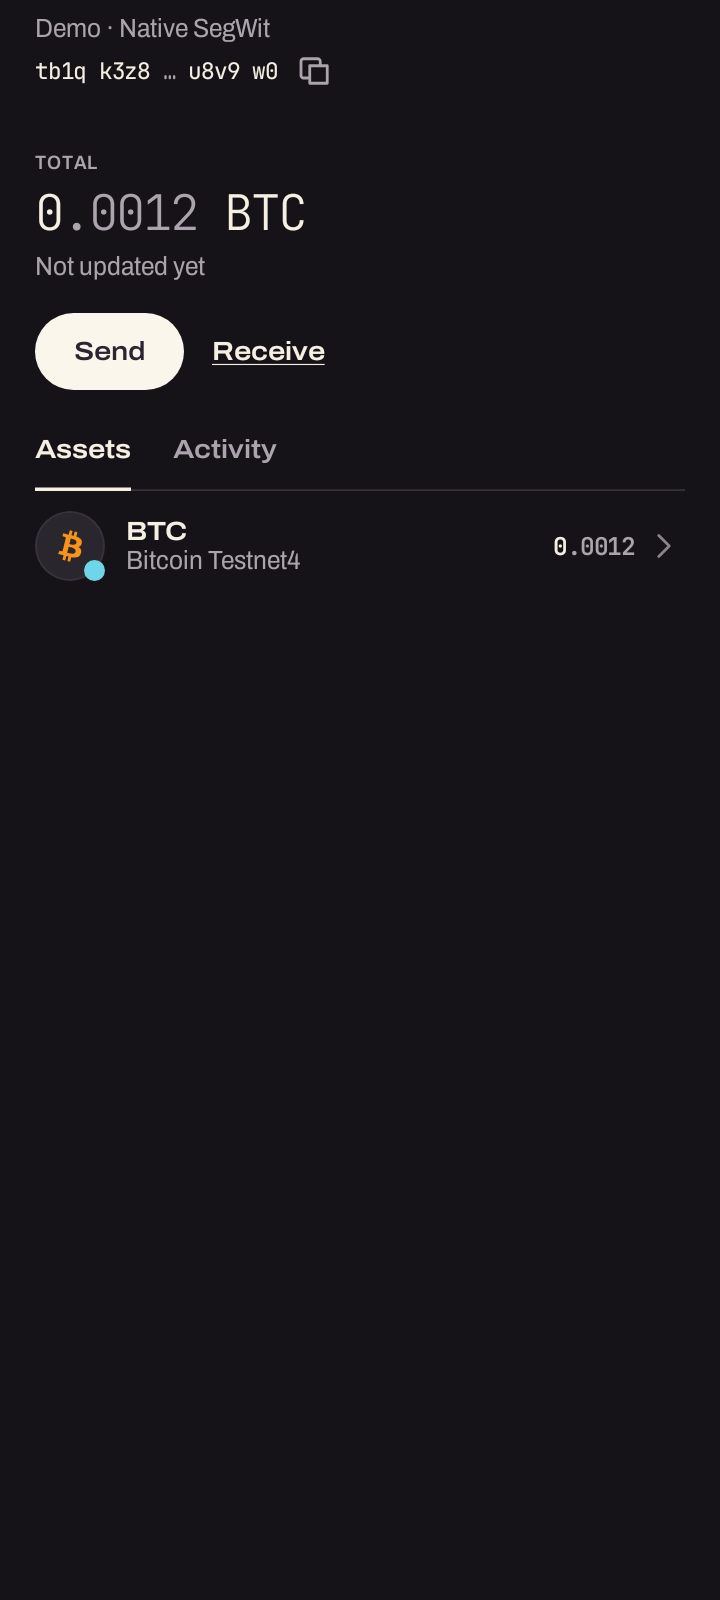 Demo · Native SegWit
tb1q k3z8 … u8v9 w0
TOTAL
0.0012 BTC
Not updated yet
Send Receive
Assets Activity
BTC
Bitcoin Testnet4
0.0012